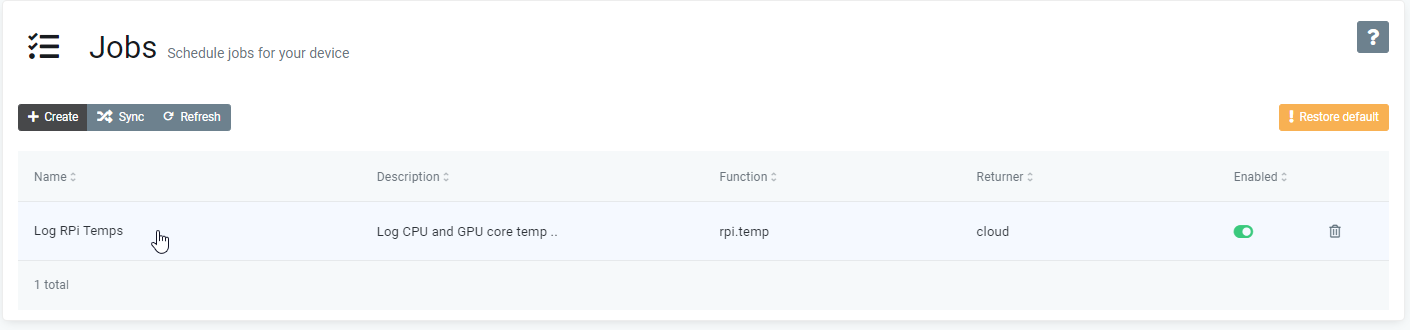 Jobs Schedule jobs for your device
?
Create Sync Refresh
Restore default
Name Description Function Returner Enabled
Log RPi Temps Log CPU and GPU core temp .. rpi.temp cloud
1 total